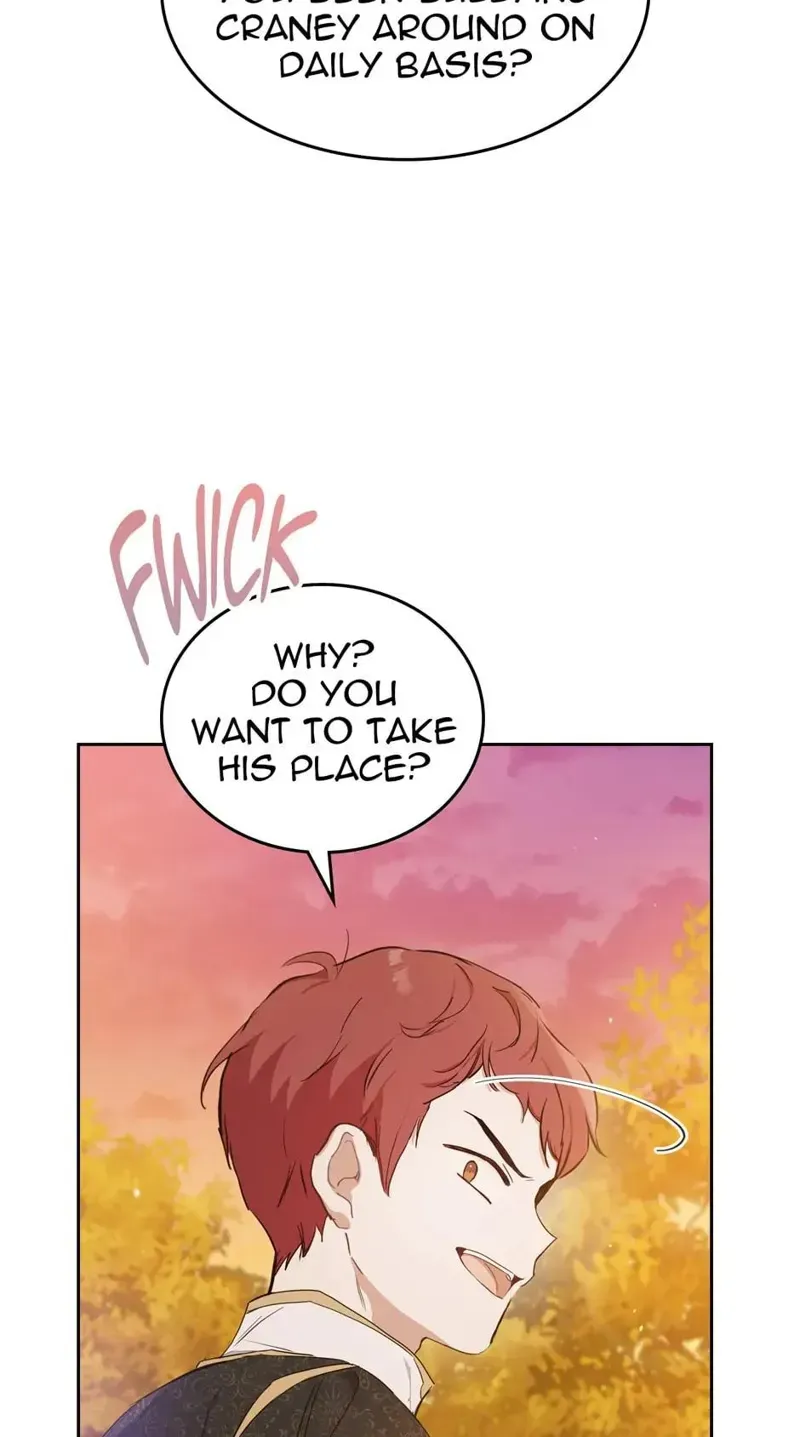 CRANEY AROUND ON
DAILY BASIS?
FWICK
WHY?
DO YOU
WANT TO TAKE
HIS PLACE?